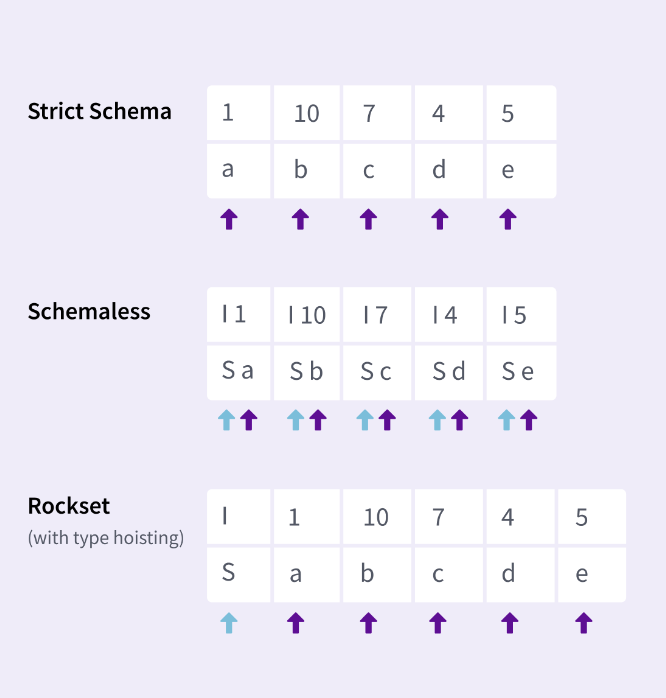 Strict Schema
1 10 7 4 5
a b c d e
Schemaless
I 1 I 10 I 7 I 4 I 5
S a S b S c S d S e
Rockset
(with type hoisting)
I 1 10 7 4 5
S a b c d e